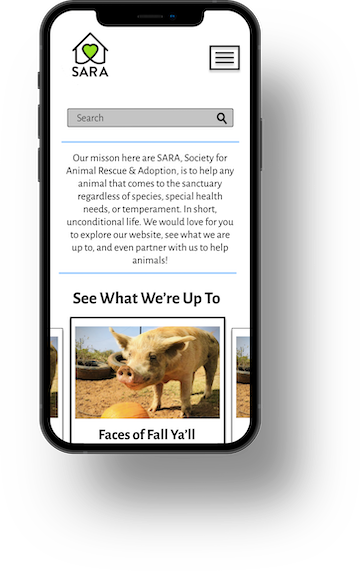 SARA
Search
Our misson here are SARA, Society for
Animal Rescue & Adoption, is to help any
animal that comes to the sanctuary
regardless of species, special health
needs, or temperament. In short,
unconditional life. We would love for you
to explore our website, see what we are
up to, and even partner with us to help
animals!
See What We're Up To
Faces of Fall Ya'll